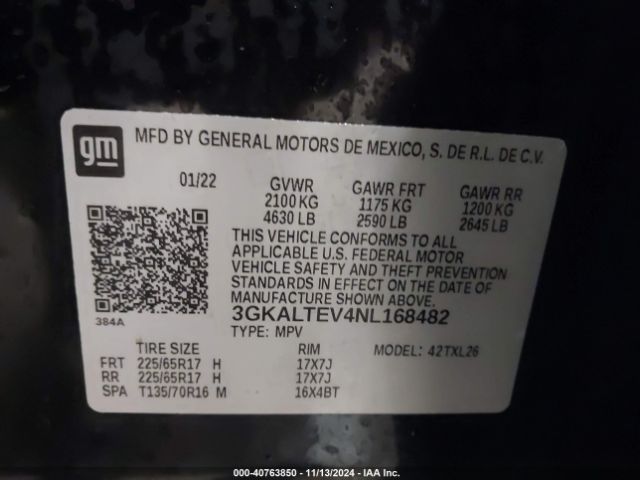 gm
MFD BY GENERAL MOTORS DE MEXICO, S. DE R.L. DE C.V.
01/22 GVWR GAWR FRT GAWR RR
2100 KG 1175 KG 1200 KG
4630 LB 2590 LB 2645 LB
THIS VEHICLE CONFORMS TO ALL
APPLICABLE U.S. FEDERAL MOTOR
VEHICLE SAFETY AND THEFT PREVENTION
STANDARDS IN EFFECT ON THE DATE OF
MANUFACTURE SHOWN ABOVE.
384A
3GKALTEV4NL168482
TYPE: MPV
TIRE SIZE RIM MODEL: 42TXL26
FRT 225/65R17 H 17X7J
RR 225/65R17 H 17X7J
SPA T135/70R16 M 16X4BT
STOCK# 40763850 - 11/13/2024 - IAA Inc.